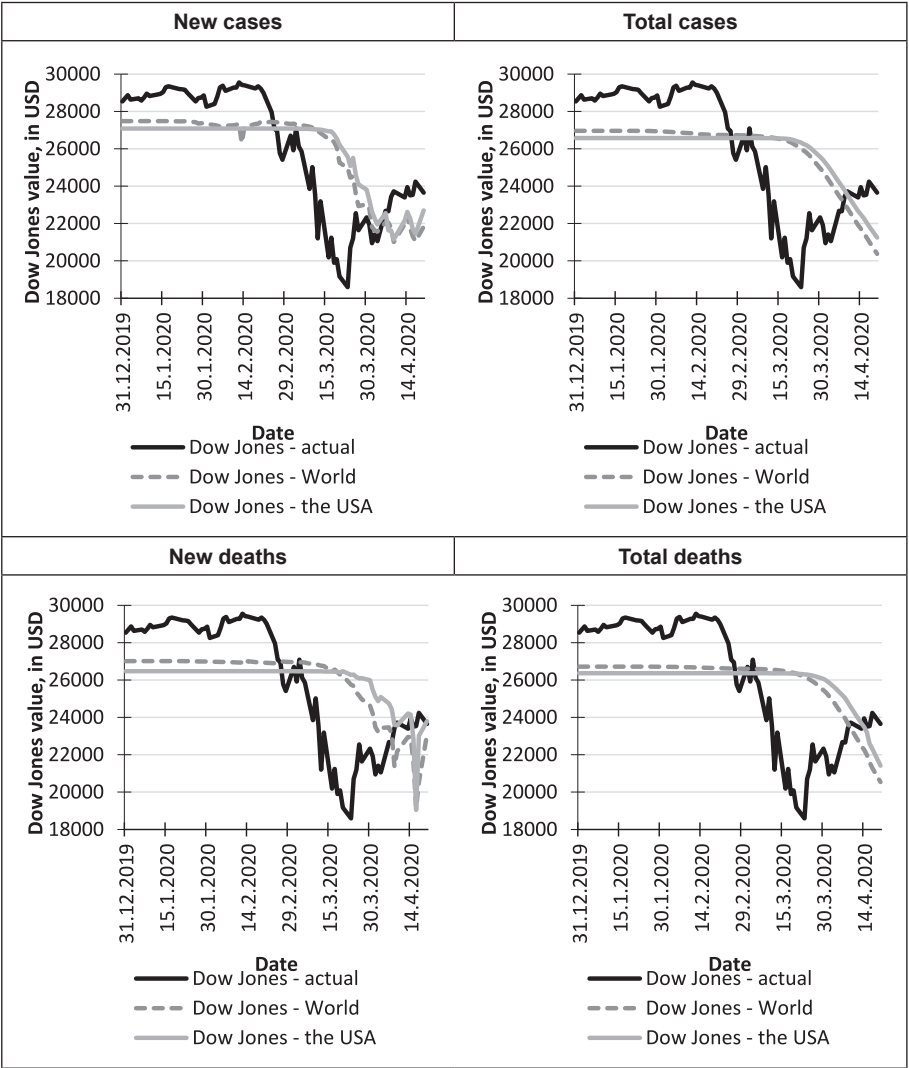 New cases
Total cases
Dow Jones value, in USD
30000
28000
26000
24000
22000
20000
18000
31.12.2019
15.1.2020
30.1.2020
14.2.2020
29.2.2020
15.3.2020
30.3.2020
14.4.2020
Date
Dow Jones - actual
Dow Jones - World
Dow Jones - the USA
Dow Jones value, in USD
30000
28000
26000
24000
22000
20000
18000
31.12.2019
15.1.2020
30.1.2020
14.2.2020
29.2.2020
15.3.2020
30.3.2020
14.4.2020
Date
Dow Jones - actual
Dow Jones - World
Dow Jones - the USA
New deaths
Total deaths
Dow Jones value, in USD
30000
28000
26000
24000
22000
20000
18000
31.12.2019
15.1.2020
30.1.2020
14.2.2020
29.2.2020
15.3.2020
30.3.2020
14.4.2020
Date
Dow Jones - actual
Dow Jones - World
Dow Jones - the USA
Dow Jones value, in USD
30000
28000
26000
24000
22000
20000
18000
31.12.2019
15.1.2020
30.1.2020
14.2.2020
29.2.2020
15.3.2020
30.3.2020
14.4.2020
Date
Dow Jones - actual
Dow Jones - World
Dow Jones - the USA